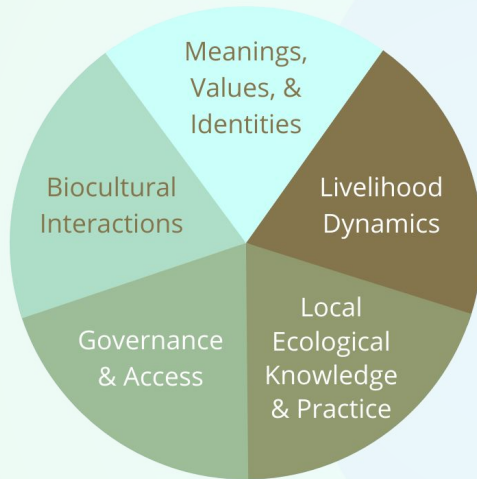 Meanings,
Values, &
Identities
Livelihood
Dynamics
Local
Ecological
Knowledge
& Practice
Governance
& Access
Biocultural
Interactions